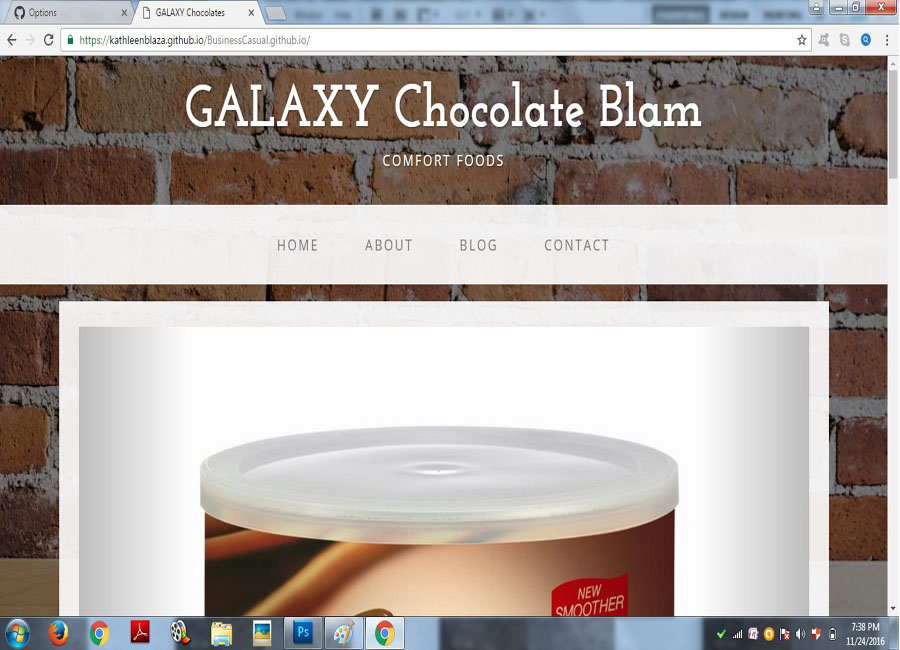 Options
GALAXY Chocolates
https://kathleenblaza.github.io/BusinessCasual.github.io/
GALAXY Chocolate Blam
COMFORT FOODS
HOME ABOUT BLOG CONTACT
NEW
SMOOTHER
Ps
7:38 PM
11/24/2016